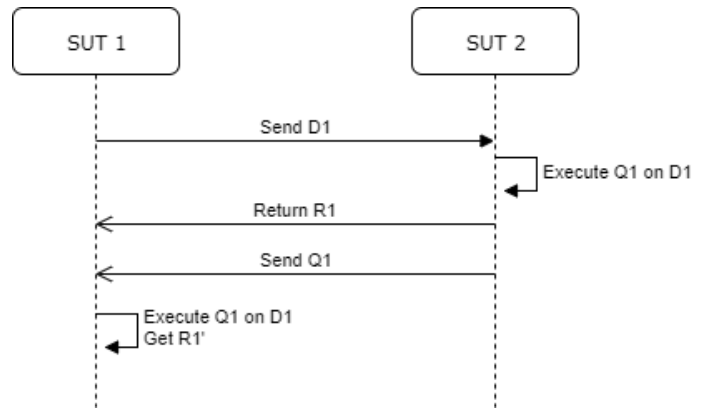 SUT 1
SUT 2
Send D1
Execute Q1 on D1
Return R1
Send Q1
Execute Q1 on D1
Get R1'